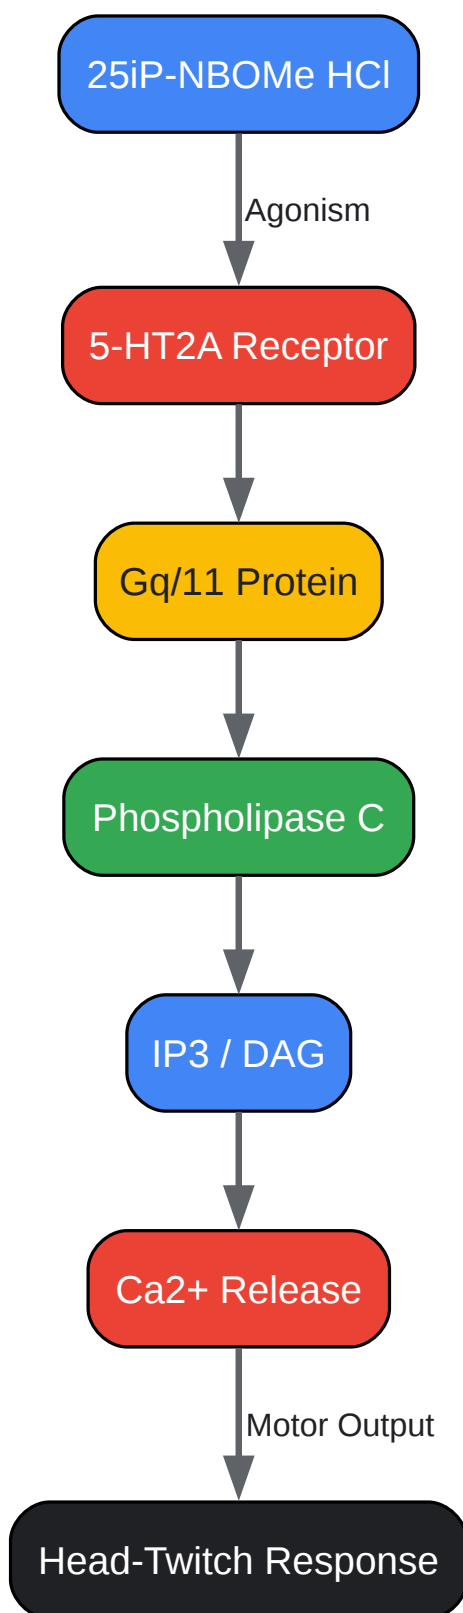 25iP-NBOMe HCl
Agonism
5-HT2A Receptor
Gq/11 Protein
Phospholipase C
IP3 / DAG
Ca2+ Release
Motor Output
Head-Twitch Response